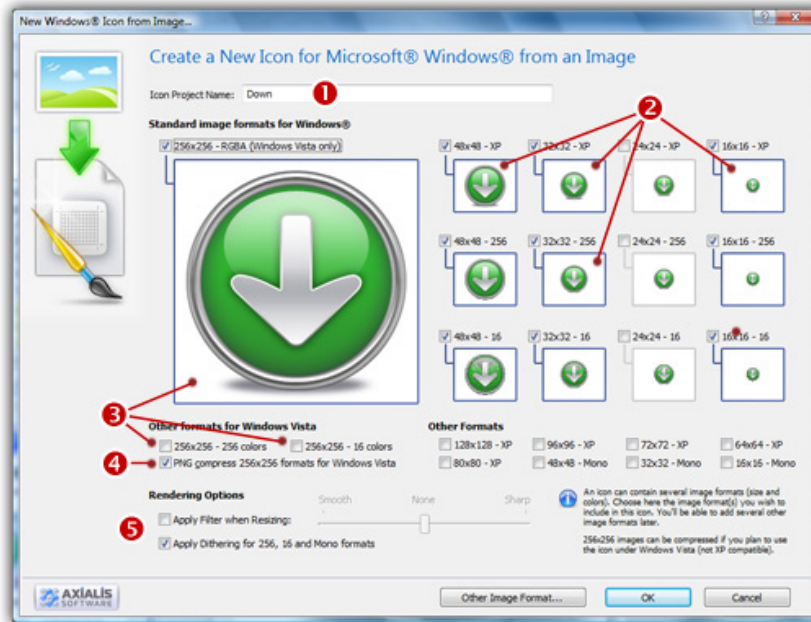 New Windows® Icon from Image...
Create a New Icon for Microsoft® Windows® from an Image
Icon Project Name: Down
1
2
Standard image formats for Windows®
256x256 - RGBA (Windows Vista only)
48x48 - XP
32x32 - XP
24x24 - XP
16x16 - XP
48x48 - 256
32x32 - 256
24x24 - 256
16x16 - 256
48x48 - 16
32x32 - 16
24x24 - 16
16x16 - 16
3
Other formats for Windows Vista
256x256 - 256 colors
256x256 - 16 colors
4
PNG compress 256x256 formats for Windows Vista
Other Formats
128x128 - XP
96x96 - XP
72x72 - XP
64x64 - XP
80x80 - XP
48x48 - Mono
32x32 - Mono
16x16 - Mono
Rendering Options
Smooth
None
Sharp
5
Apply Filter when Resizing:
Apply Dithering for 256, 16 and Mono formats
An icon can contain several image formats (size and
colors). Choose here the image format(s) you wish to
include in this icon. You'll be able to add several other
image formats later.
256x256 images can be compressed if you plan to use
the icon under Windows Vista (not XP compatible).
AXIALIS
SOFTWARE
Other Image Format...
OK
Cancel